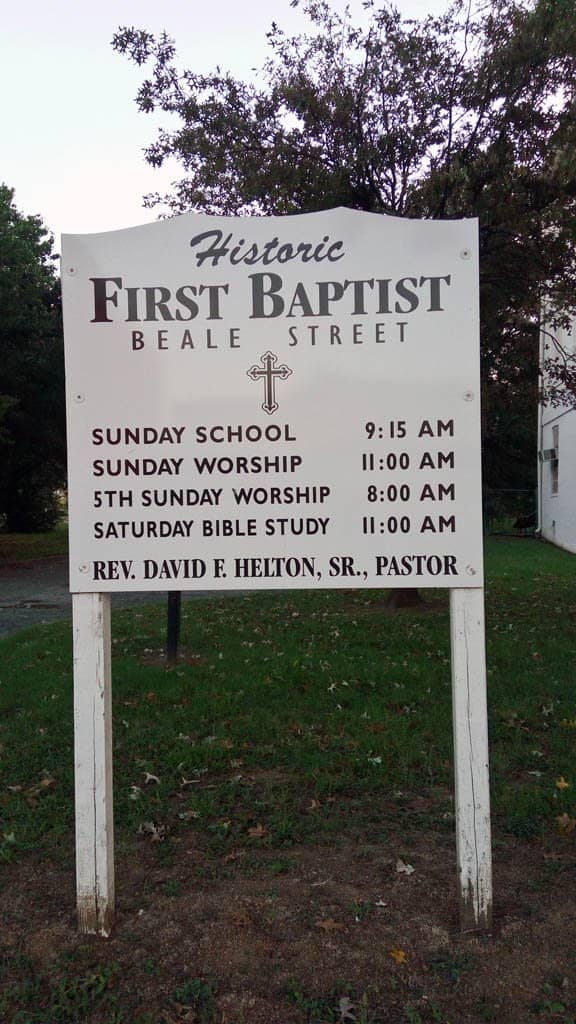 Historic
FIRST BAPTIST
BEALE STREET
SUNDAY SCHOOL 9:15 AM
SUNDAY WORSHIP 11:00 AM
5TH SUNDAY WORSHIP 8:00 AM
SATURDAY BIBLE STUDY 11:00 AM
REV. DAVID F. HELTON, SR., PASTOR